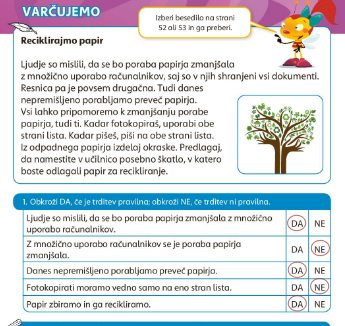 VARČUJEMO
Izberi besedilo na strani
52 ali 53 in ga preberi.
Reciklirajmo papir
Ljudje so mislili, da se bo poraba papirja zmanjšala
z množično uporabo računalnikov, saj so v njih shranjeni vsi dokumenti.
Resnica pa je povsem drugačna. Tudi danes
nepremišljeno porabljamo preveč papirja.
Vsi lahko pripomoremo k zmanjšanju porabe
papirja, tudi ti. Kadar fotokopiraš, uporabi obe
strani lista. Kadar pišeš, piši na obe strani lista.
Iz odpadnega papirja izdelaj okraske. Predlagaj,
da namestite v učilnico posebno škatlo, v katero
boste odlagali papir za recikliranje.
1. Obkroži DA, če je trditev pravilna; obkroži NE, če trditev ni pravilna.
Ljudje so mislili, da se bo poraba papirja zmanjšala z množično
uporabo računalnikov. DA NE
Z množično uporabo računalnikov se je poraba papirja
zmanjšala. DA NE
Danes nepremišljeno porabljamo preveč papirja. DA NE
Fotokopirati moramo vedno samo na eno stran lista. DA NE
Papir zbiramo in ga recikliramo. DA NE